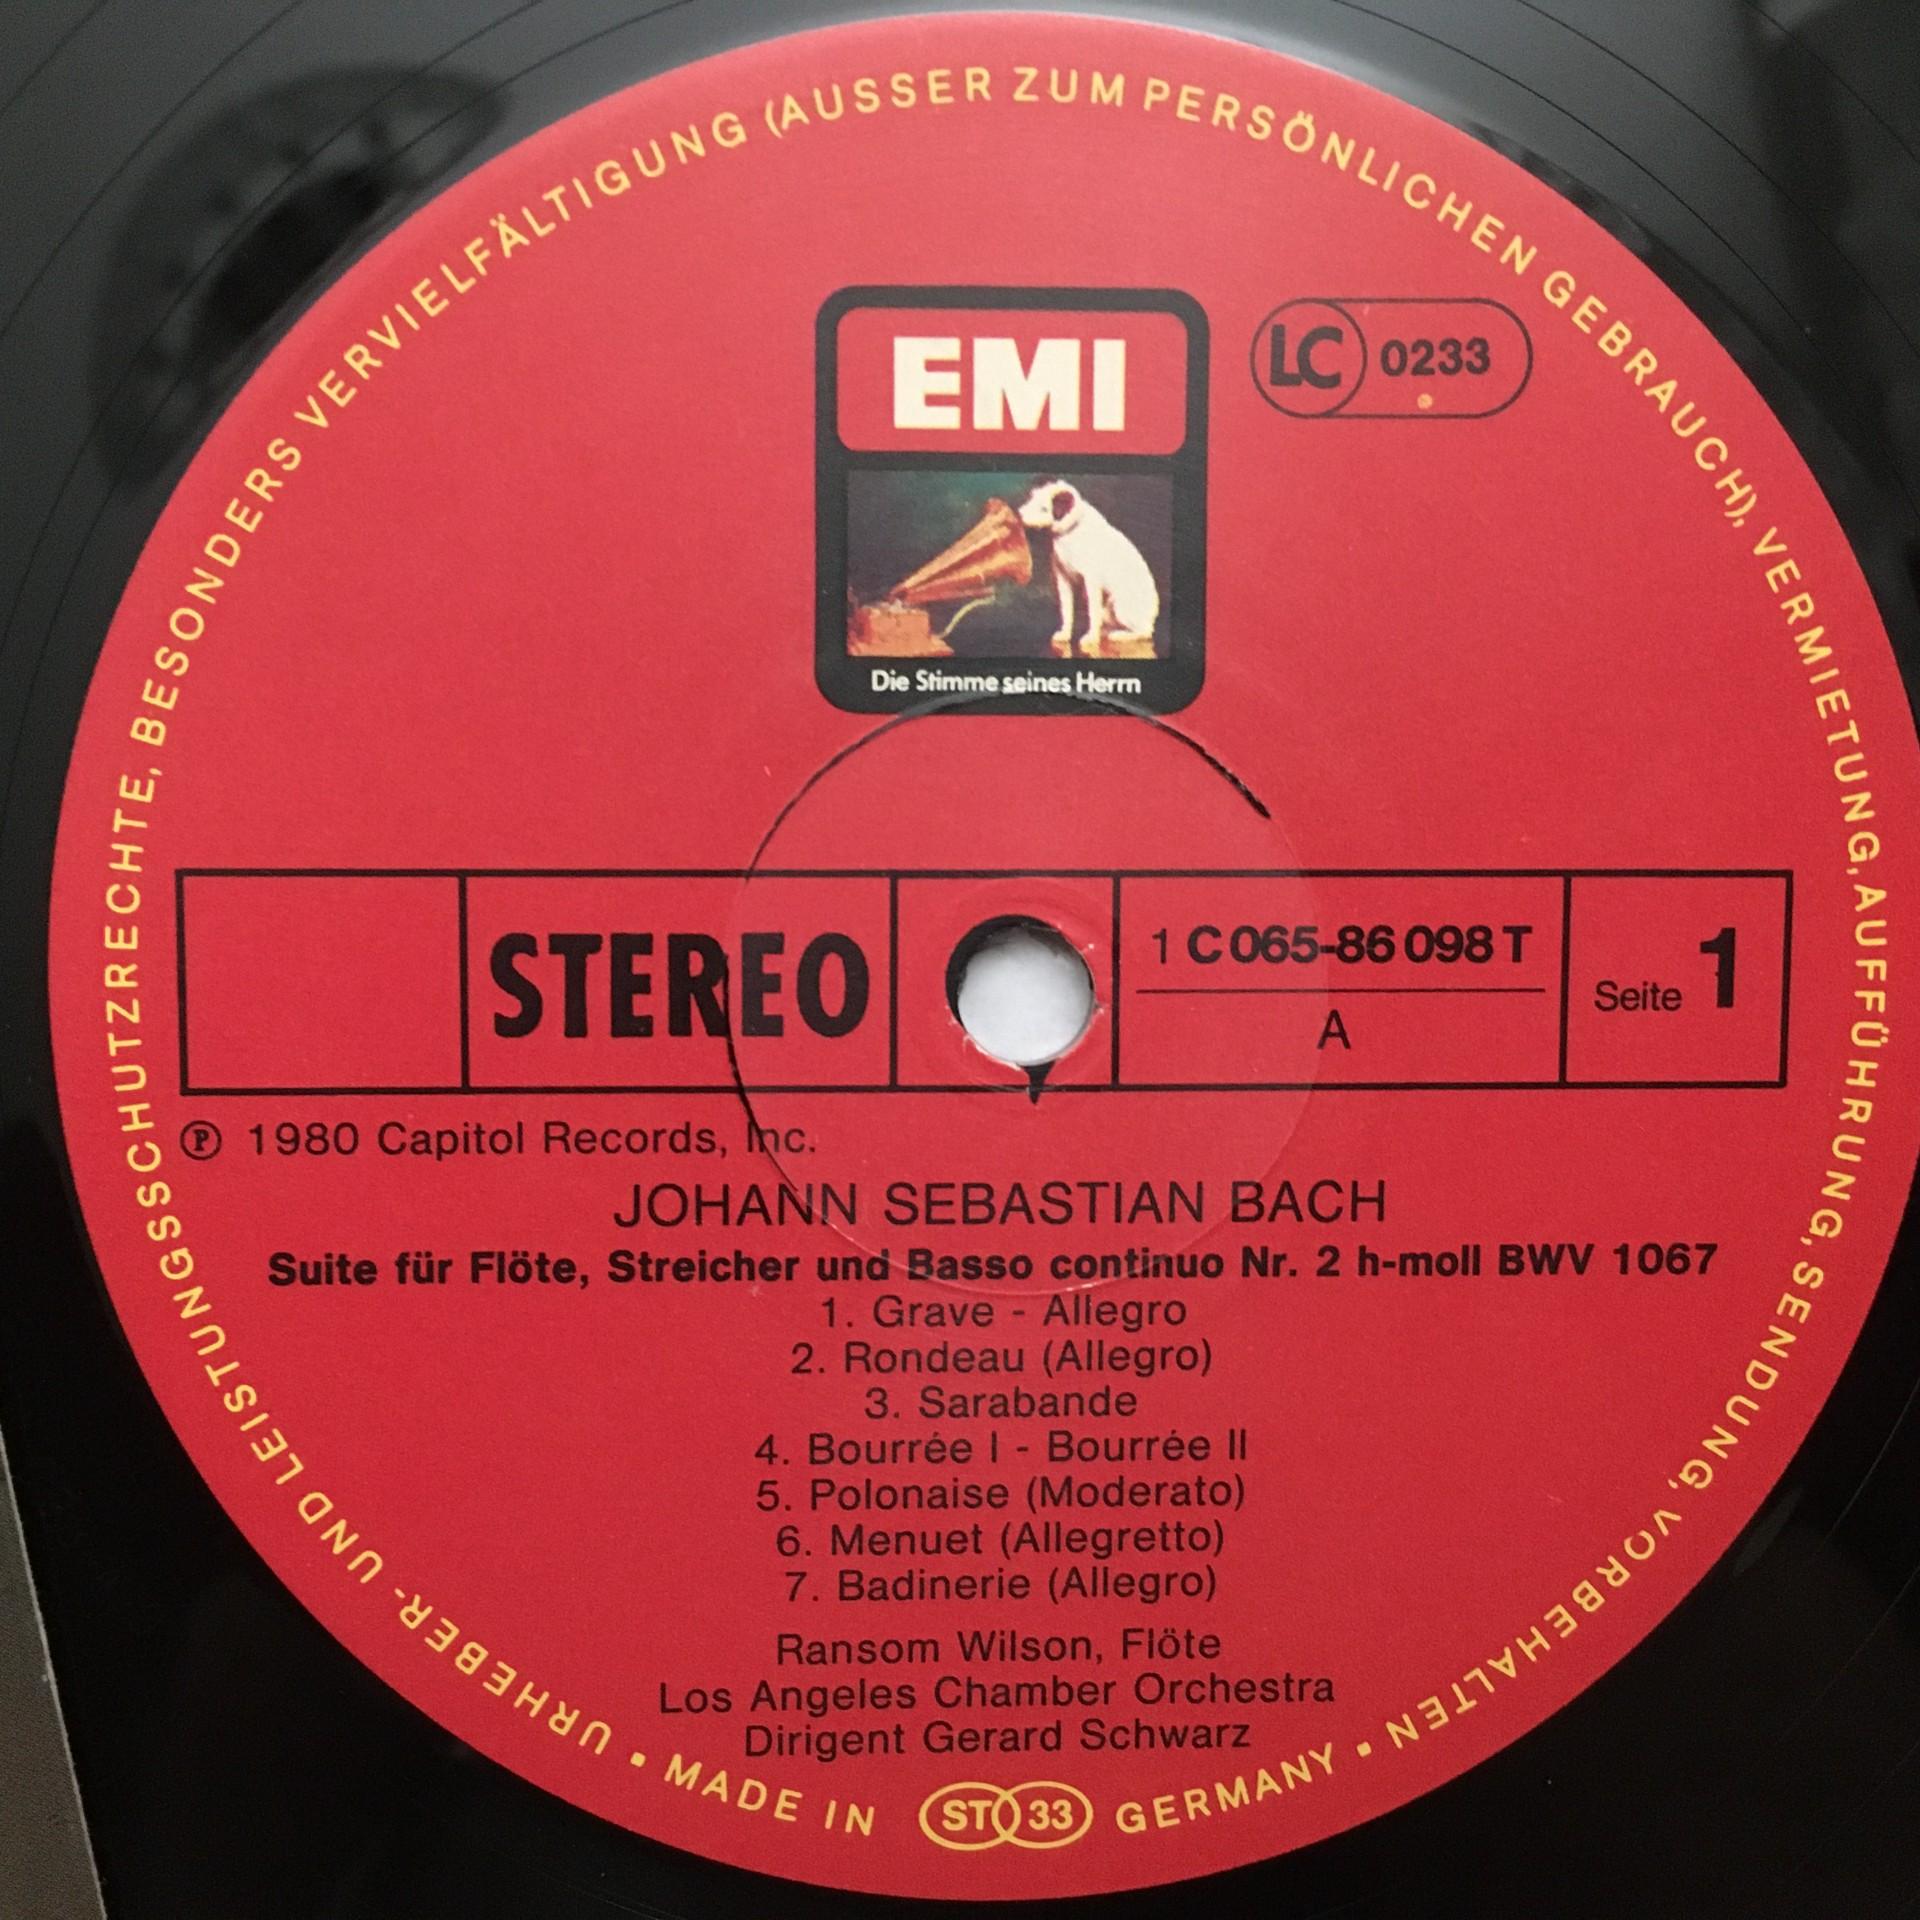 URHEBER- UND LEISTUNGSSCHUTZRECHTE, BESONDERS VERVIELFÄLTIGUNG (AUSSER ZUM PERSÖNLICHEN GEBRAUCH), VERMIETUNG, AUFFÜHRUNG, SENDUNG, VORBEHALTEN •
EMI
LC 0233
Die Stimme seines Herrn
STEREO
1 C 065-86 098 T
A
Seite 1
℗ 1980 Capitol Records, Inc.
JOHANN SEBASTIAN BACH
Suite für Flöte, Streicher und Basso continuo Nr. 2 h-moll BWV 1067
1. Grave - Allegro
2. Rondeau (Allegro)
3. Sarabande
4. Bourrée I - Bourrée II
5. Polonaise (Moderato)
6. Menuet (Allegretto)
7. Badinerie (Allegro)
Ransom Wilson, Flöte
Los Angeles Chamber Orchestra
Dirigent Gerard Schwarz
• MADE IN ST 33 GERMANY